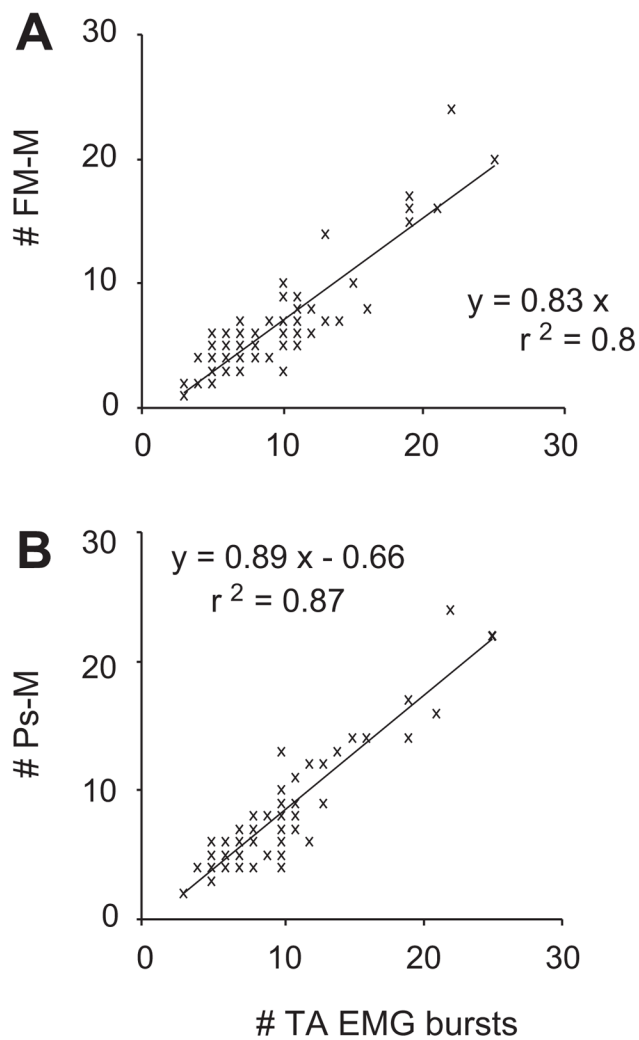 A
30
20
10
0
# FM-M
y = 0.83 x
r 2 = 0.8
0 10 20 30
B
30
20
10
0
# Ps-M
y = 0.89 x - 0.66
r 2 = 0.87
0 10 20 30
# TA EMG bursts